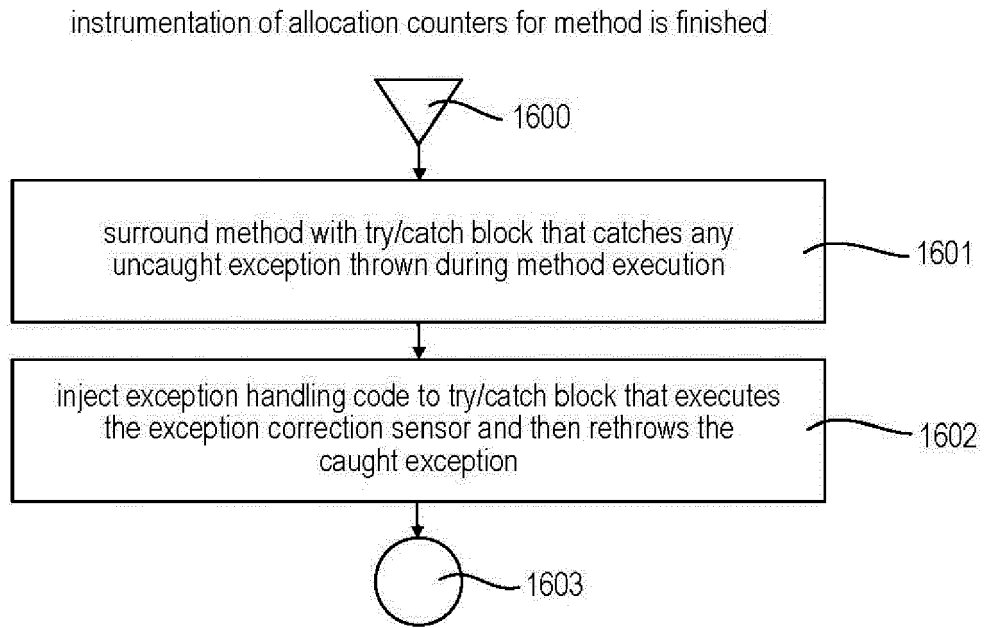 instrumentation of allocation counters for method is finished
1600
surround method with try/catch block that catches any
uncaught exception thrown during method execution
1601
inject exception handling code to try/catch block that executes
the exception correction sensor and then rethrows the
caught exception
1602
1603